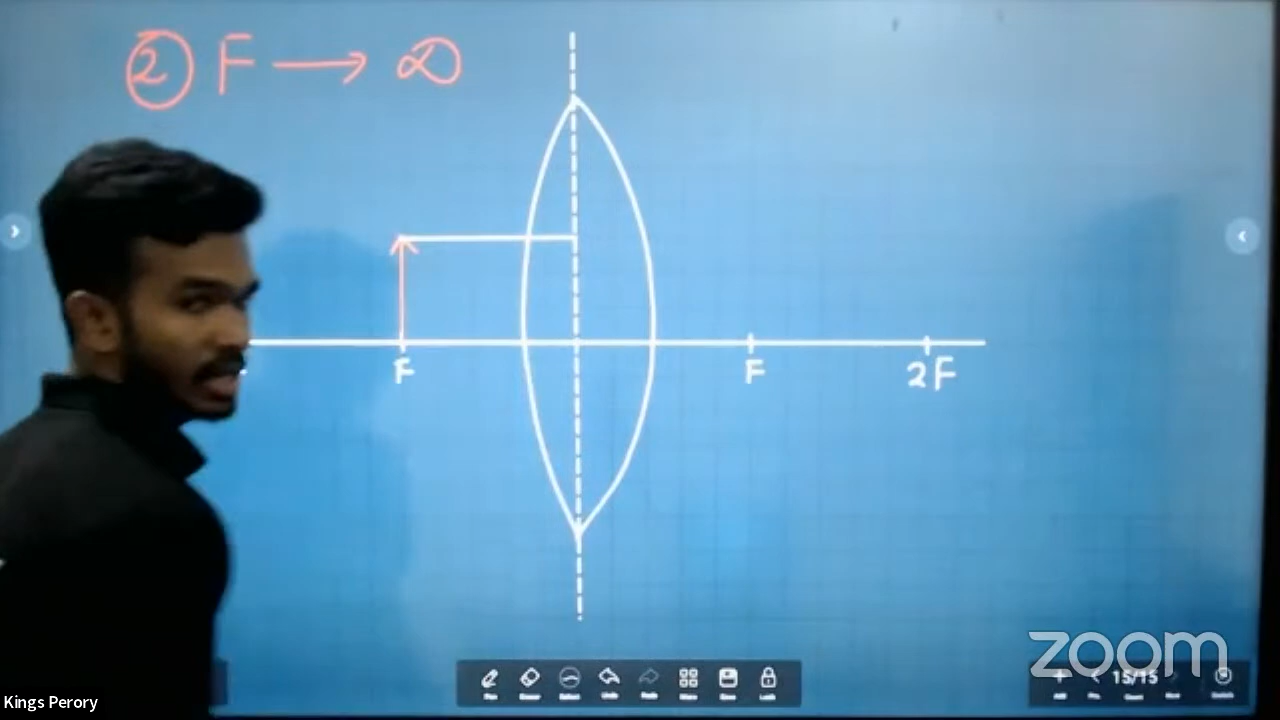 ② F → ∞
F
F
2F
zoom
15/15
Kings Perory